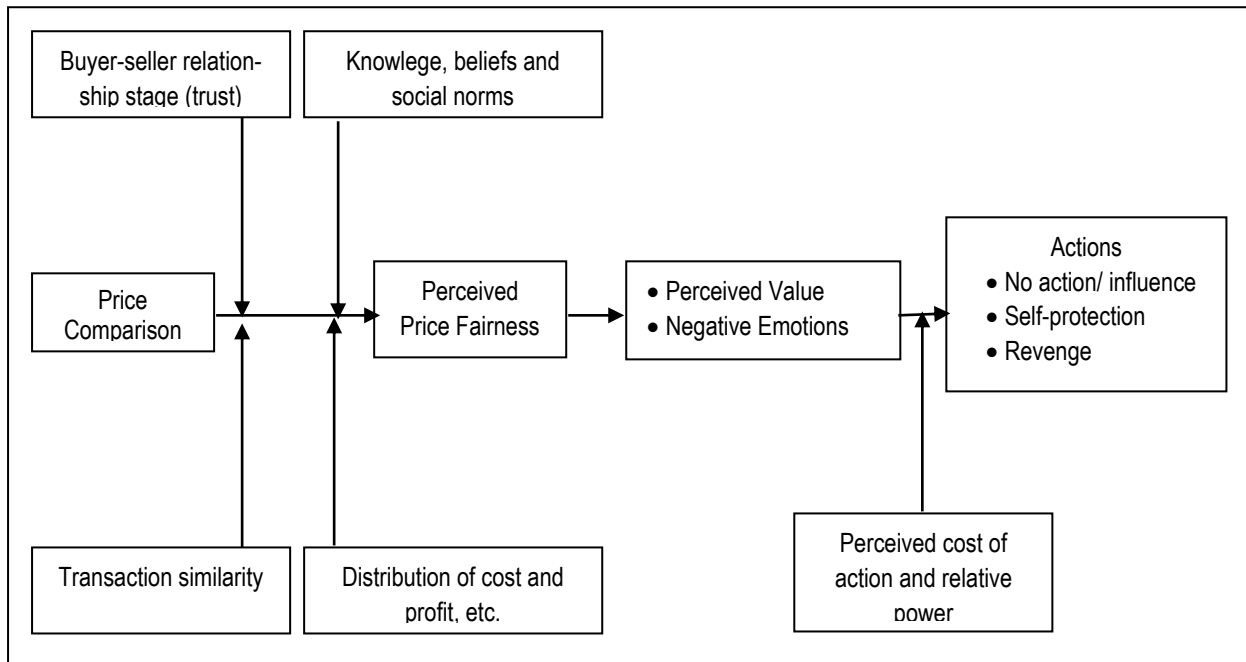 Buyer-seller relation-
ship stage (trust)
Knowlege, beliefs and
social norms
Price
Comparison
Perceived
Price Fairness
• Perceived Value
• Negative Emotions
Actions
• No action/ influence
• Self-protection
• Revenge
Transaction similarity
Distribution of cost and
profit, etc.
Perceived cost of
action and relative
power